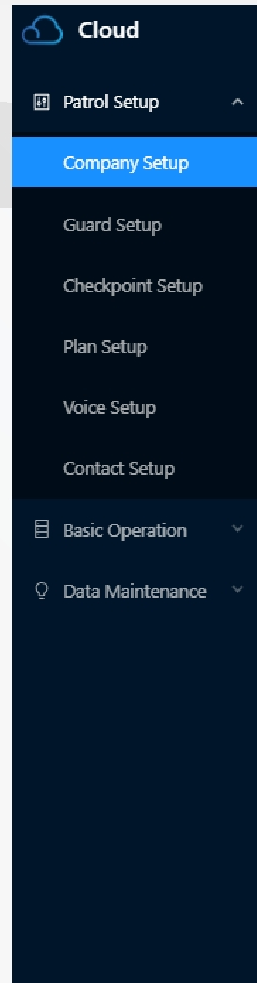 Cloud
Patrol Setup
Company Setup
Guard Setup
Checkpoint Setup
Plan Setup
Voice Setup
Contact Setup
Basic Operation
Data Maintenance